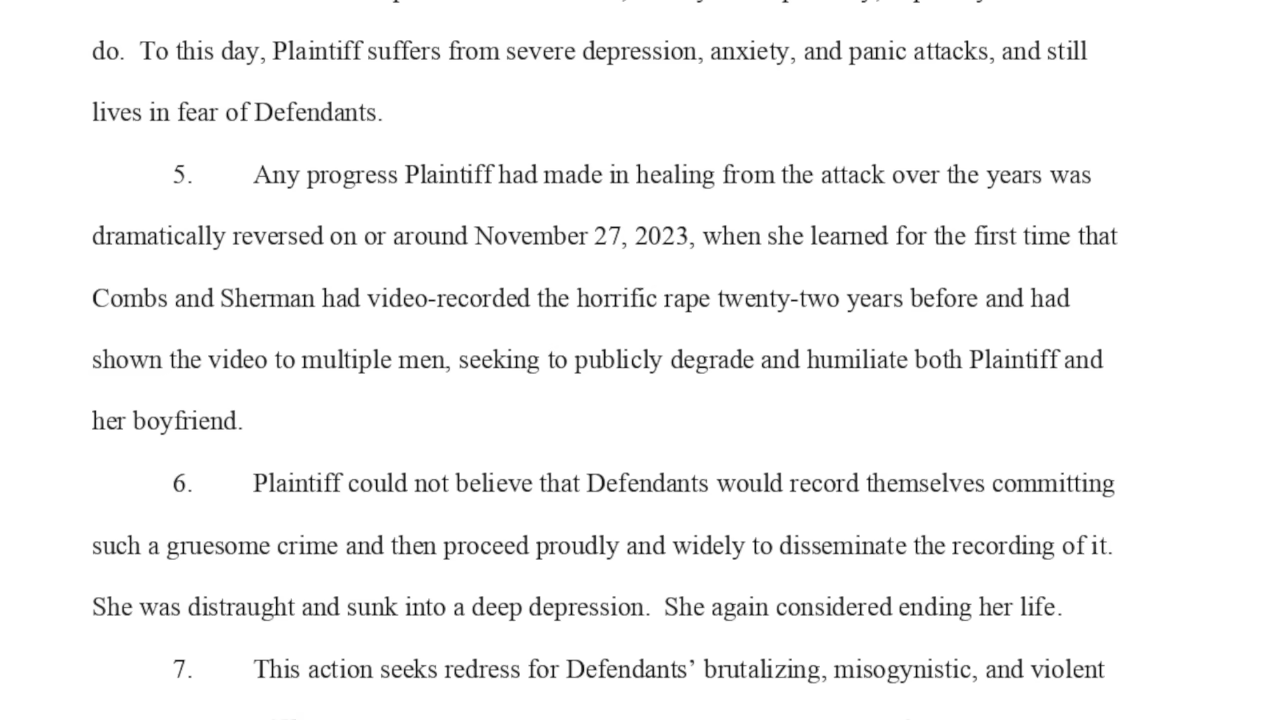 do. To this day, Plaintiff suffers from severe depression, anxiety, and panic attacks, and still
lives in fear of Defendants.
5. Any progress Plaintiff had made in healing from the attack over the years was
dramatically reversed on or around November 27, 2023, when she learned for the first time that
Combs and Sherman had video-recorded the horrific rape twenty-two years before and had
shown the video to multiple men, seeking to publicly degrade and humiliate both Plaintiff and
her boyfriend.
6. Plaintiff could not believe that Defendants would record themselves committing
such a gruesome crime and then proceed proudly and widely to disseminate the recording of it.
She was distraught and sunk into a deep depression. She again considered ending her life.
7. This action seeks redress for Defendants’ brutalizing, misogynistic, and violent